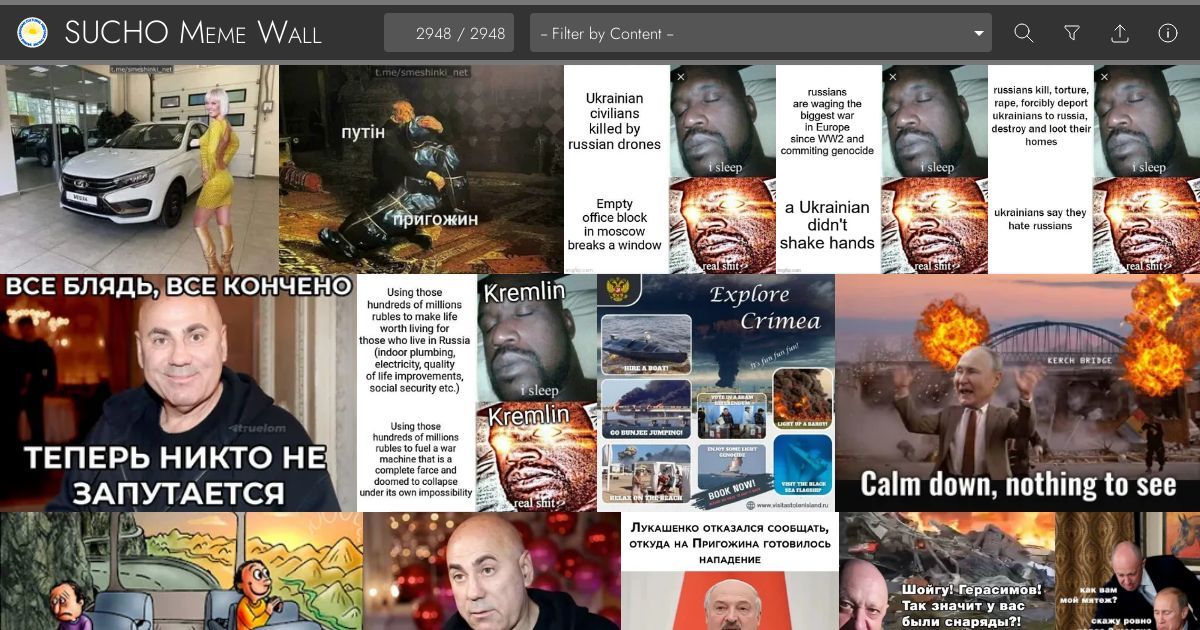 SUCHO Meme Wall
2948 / 2948
– Filter by Content –
t.me/smeshinki_net
VESTA
t.me/smeshinki_net
путін
пригожин
Ukrainian
civilians
killed by
russian drones
i sleep
Empty
office block
in moscow
breaks a window
real shit
imgflip.com
russians
are waging the
biggest war
in Europe
since WW2 and
commiting genocide
i sleep
a Ukrainian
didn't
shake hands
real shit
imgflip.com
russians kill, torture,
rape, forcibly deport
ukrainians to russia,
destroy and loot their
homes
i sleep
ukrainians say they
hate russians
real shit
ВСЕ БЛЯДЬ, ВСЕ КОНЧЕНО
truelom
ТЕПЕРЬ НИКТО НЕ
ЗАПУТАЕТСЯ
Using those
hundreds of millions
rubles to make life
worth living for
those who live in Russia
(indoor plumbing,
electricity, quality
of life improvements,
social security etc.)
Kremlin
i sleep
Using those
hundreds of millions
rubles to fuel a war
machine that is a
complete farce and
doomed to collapse
under its own impossibility
Kremlin
real shit
Explore
Crimea
It's fun fun fun!
HIRE A BOAT!
GO BUNJEE JUMPING!
VOTE IN A SHAM
REFERENDUM
LIGHT UP A BARGY!
RELAX ON THE BEACH
ENJOY SOME LIGHT
GENOCIDE
VISIT THE BLACK
SEA FLAGSHIP
BOOK NOW!
www.visitastolenisland.ru
KERCH BRIDGE
Calm down, nothing to see
Лукашенко отказался сообщать,
откуда на Пригожина готовилось
нападение
Шойгу! Герасимов!
Так значит у вас
были снаряды?!
как вам
мой мятеж?
скажу ровно